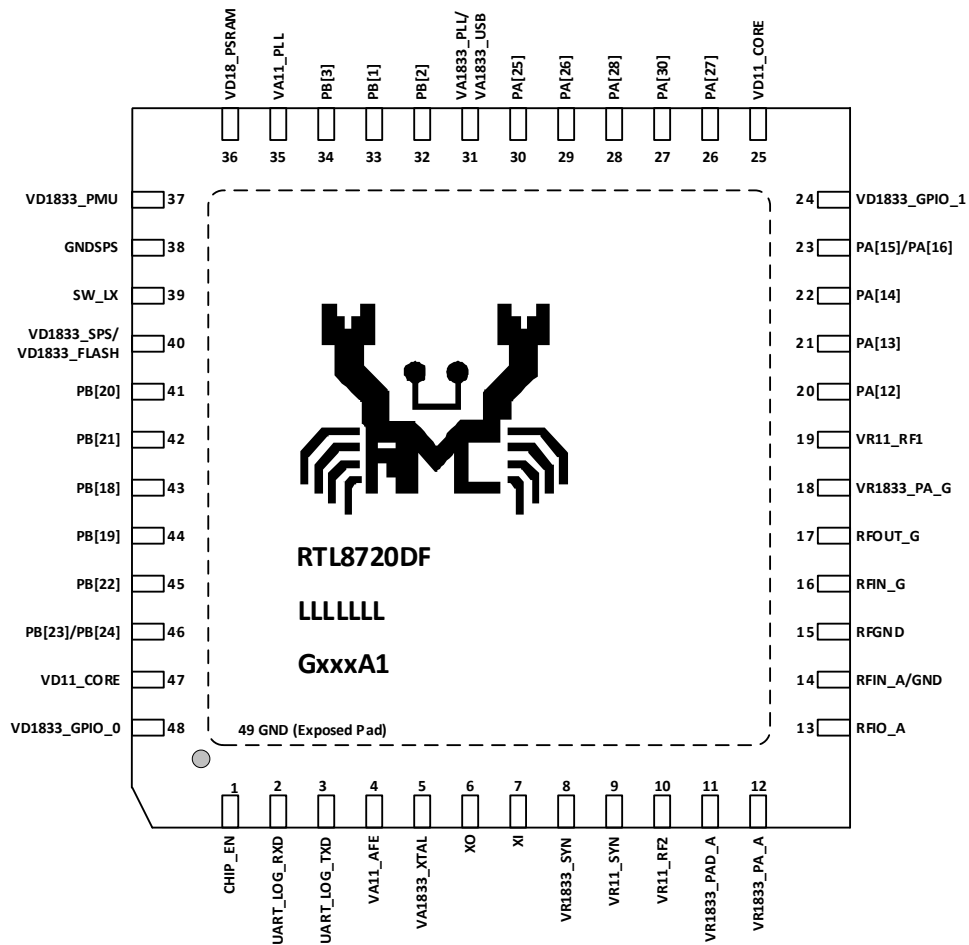 VD18_PSRAM
VA11_PLL
PB[3]
PB[1]
PB[2]
VA1833_PLL/
VA1833_USB
PA[25]
PA[26]
PA[28]
PA[30]
PA[27]
VD11_CORE
36 35 34 33 32 31 30 29 28 27 26 25
VD1833_PMU 37
GNDSPS 38
SW_LX 39
VD1833_SPS/
VD1833_FLASH 40
PB[20] 41
PB[21] 42
PB[18] 43
PB[19] 44
PB[22] 45
PB[23]/PB[24] 46
VD11_CORE 47
VD1833_GPIO_0 48
24 VD1833_GPIO_1
23 PA[15]/PA[16]
22 PA[14]
21 PA[13]
20 PA[12]
19 VR11_RF1
18 VR1833_PA_G
17 RFOUT_G
16 RFIN_G
15 RFGND
14 RFIN_A/GND
13 RFIO_A
AMC
RTL8720DF
LLLLLLL
GxxxA1
49 GND (Exposed Pad)
1 2 3 4 5 6 7 8 9 10 11 12
CHIP_EN
UART_LOG_RXD
UART_LOG_TXD
VA11_AFE
VA1833_XTAL
XO
XI
VR1833_SYN
VR11_SYN
VR11_RF2
VR1833_PAD_A
VR1833_PA_A